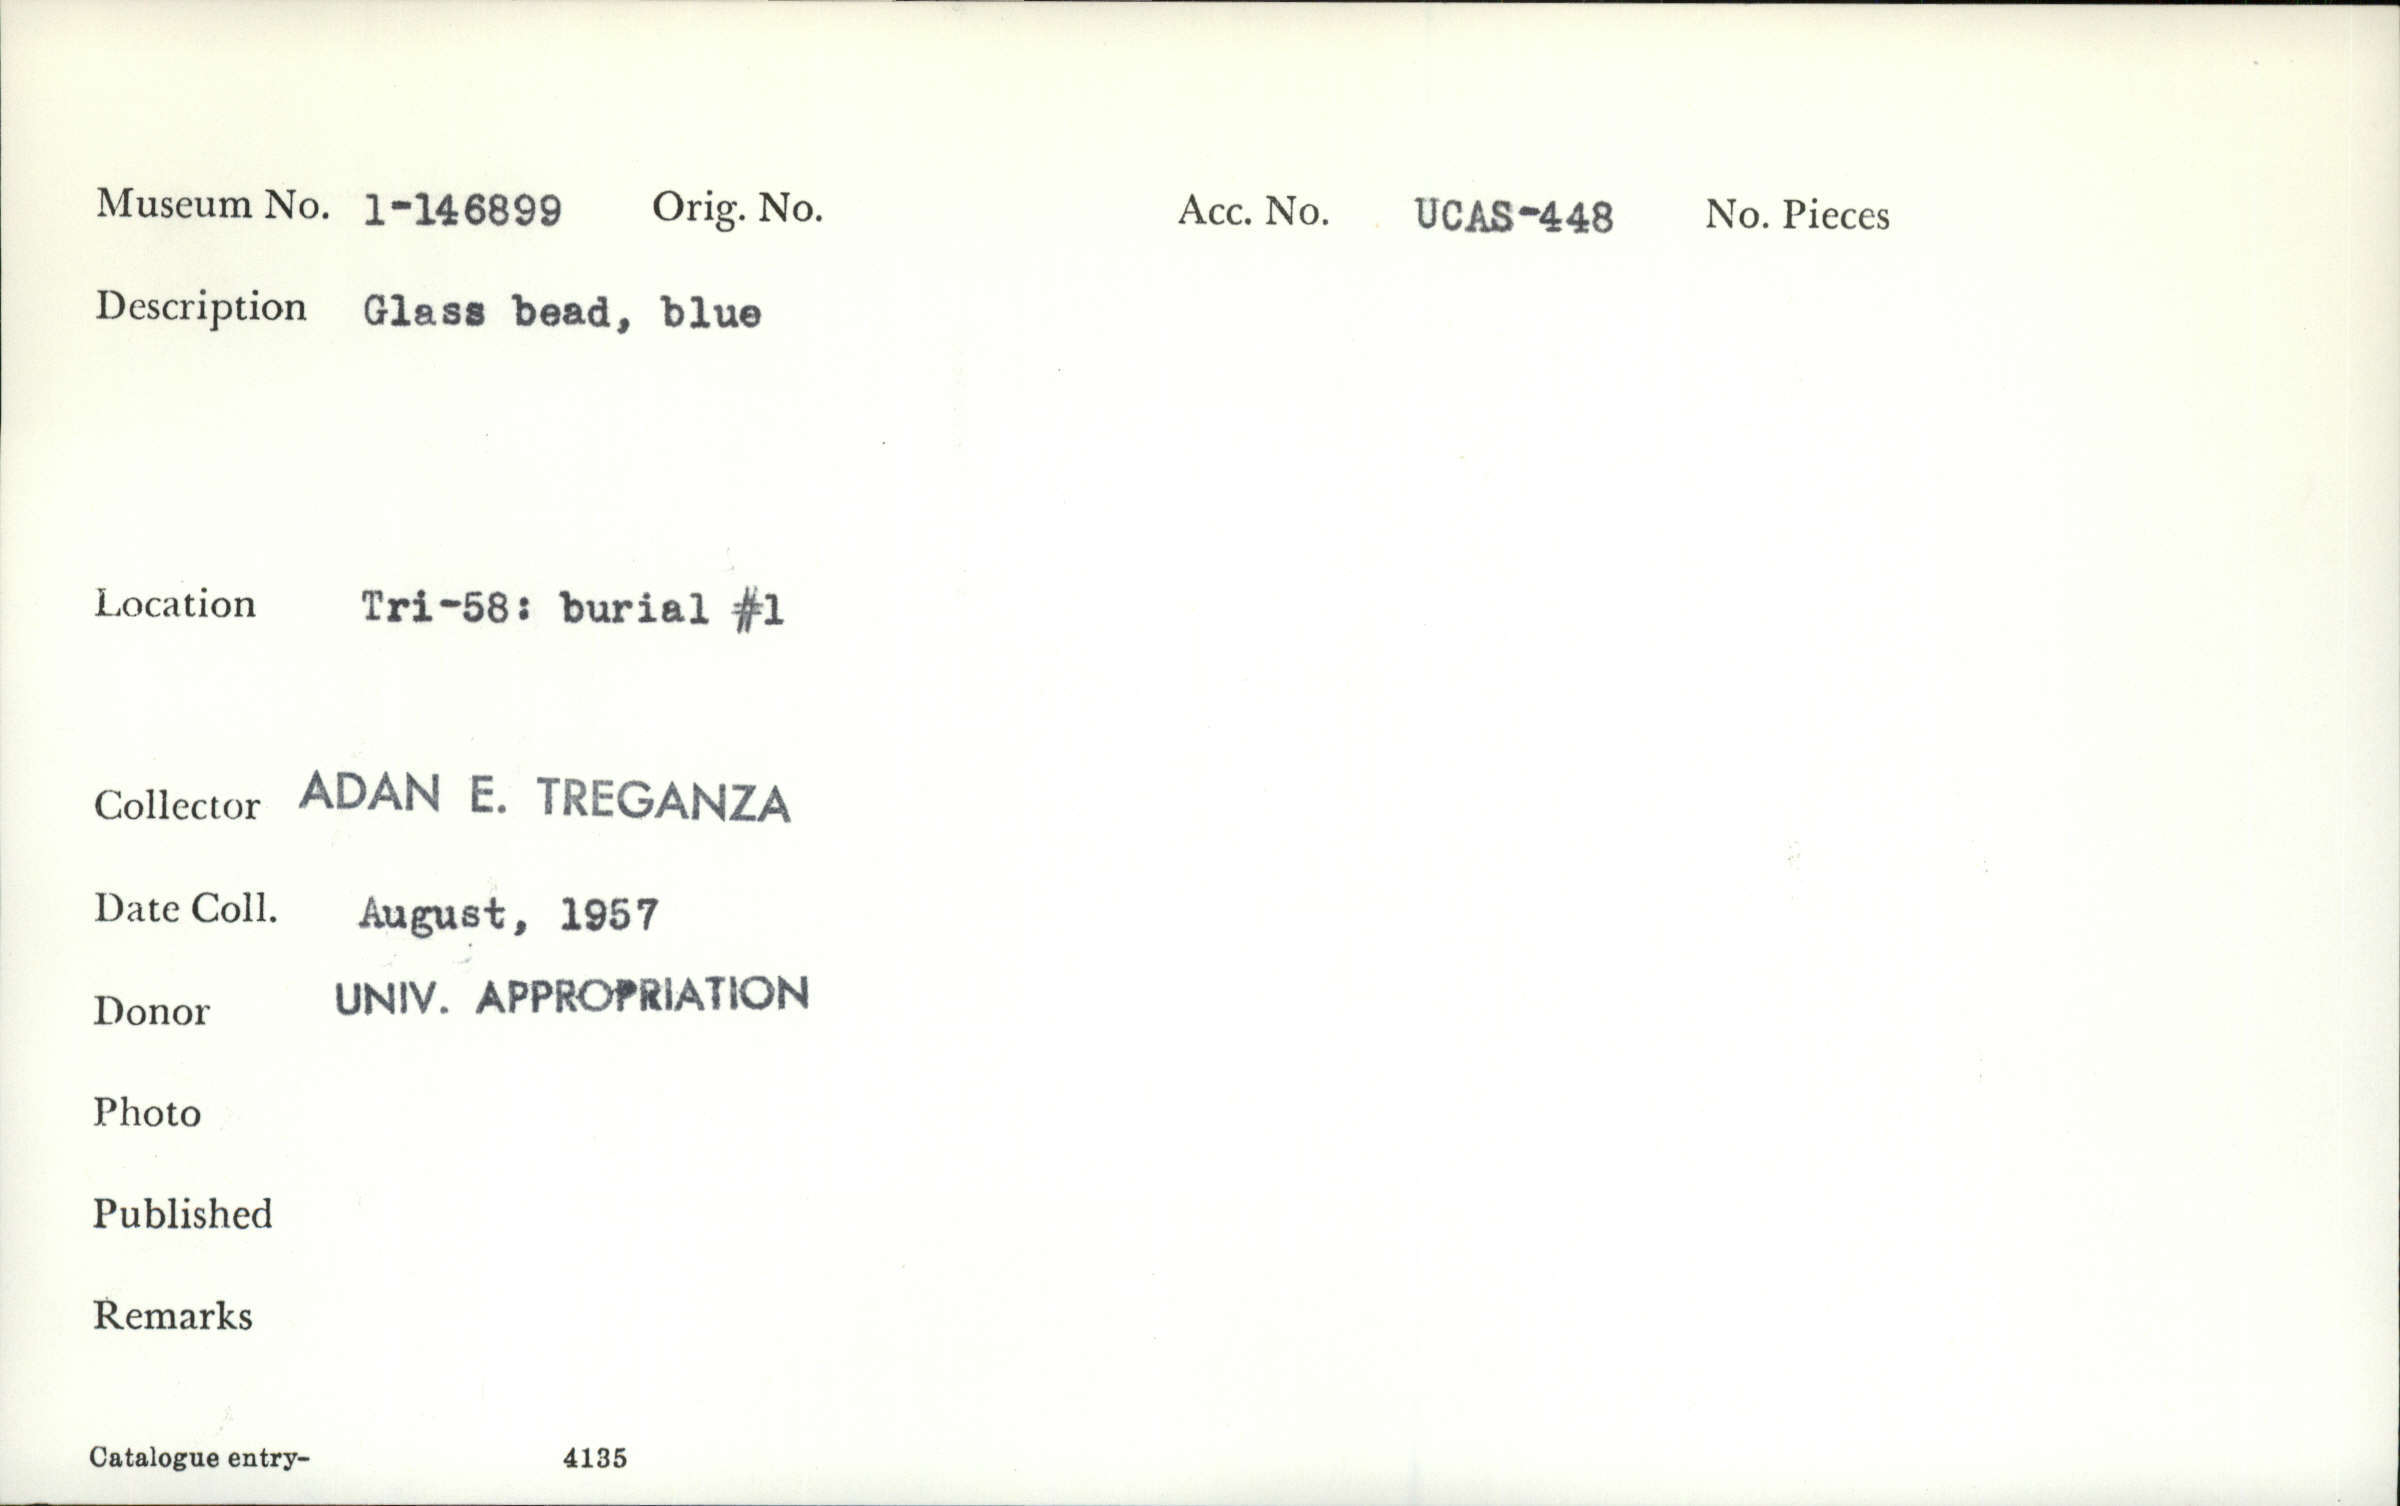 Museum No. 1-146899 Orig. No. Acc. No. UCAS-448 No. Pieces
Description Glass bead, blue
Location Tri-58: burial #1
Collector ADAN E. TREGANZA
Date Coll. August, 1957
Donor UNIV. APPROPRIATION
Photo
Published
Remarks
Catalogue entry- 4135